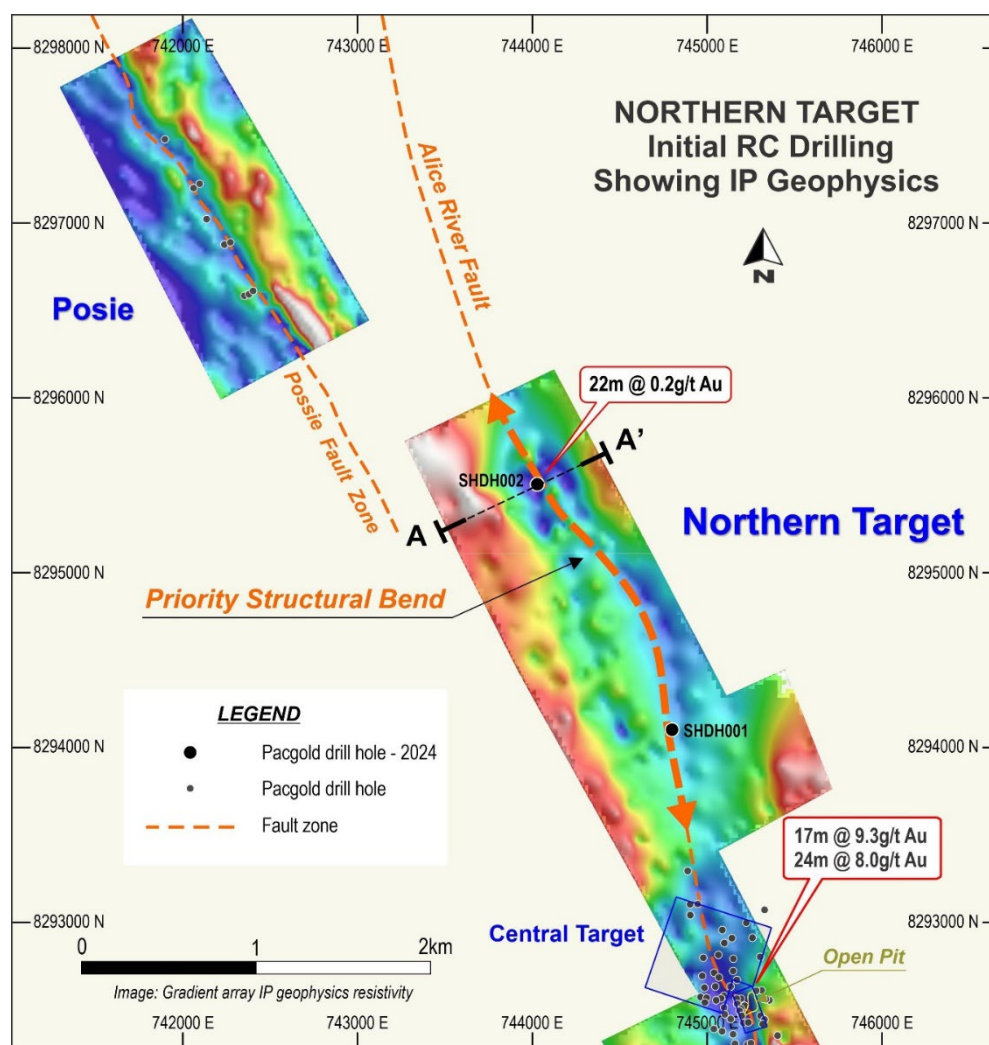 742000 E
743000 E
744000 E
745000 E
746000 E
8298000 N
8298000 N
NORTHERN TARGET
Initial RC Drilling
Showing IP Geophysics
Alice River Fault
8297000 N
8297000 N
N
Posie
Possie Fault Zone
8296000 N
8296000 N
22m @ 0.2g/t Au
A'
SHDH002
A
Northern Target
8295000 N
8295000 N
Priority Structural Bend
LEGEND
Pacgold drill hole - 2024
Pacgold drill hole
Fault zone
8294000 N
8294000 N
SHDH001
17m @ 9.3g/t Au
24m @ 8.0g/t Au
8293000 N
8293000 N
Central Target
Open Pit
0
1
2km
Image: Gradient array IP geophysics resistivity
742000 E
743000 E
744000 E
745000 E
746000 E